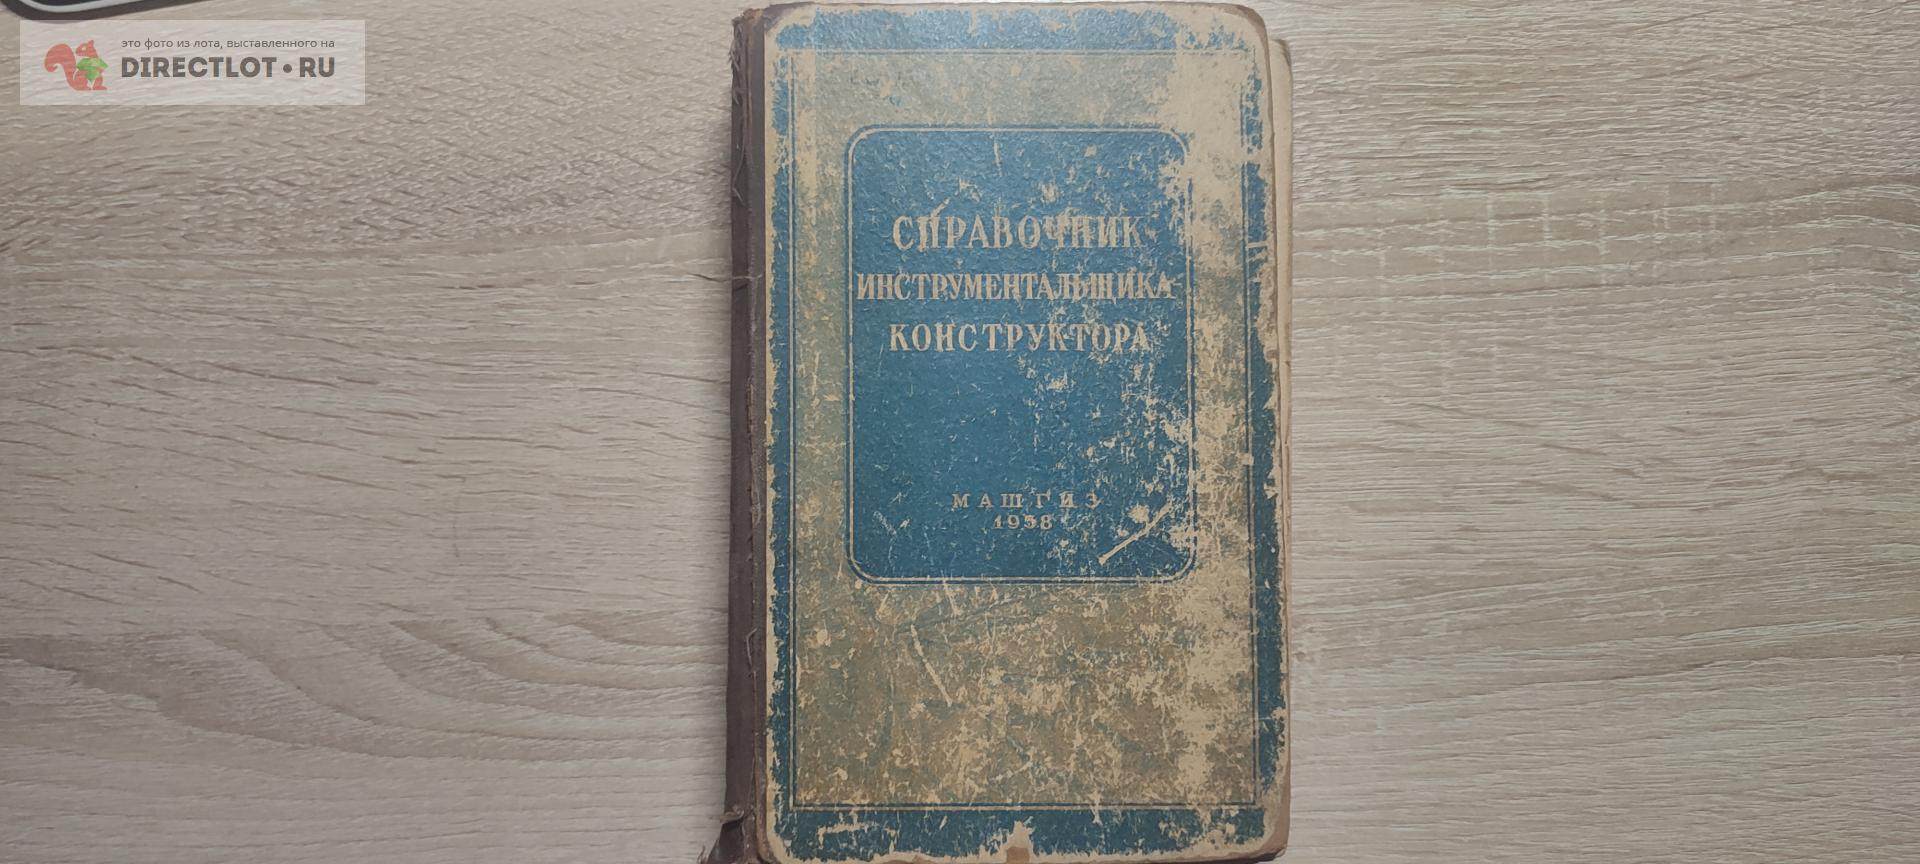 это фото из лота, выставленного на
DIRECTLOT•RU
СПРАВОЧНИК
ИНСТРУМЕНТАЛЬЩИКА
КОНСТРУКТОРА
МАШГИЗ
1958